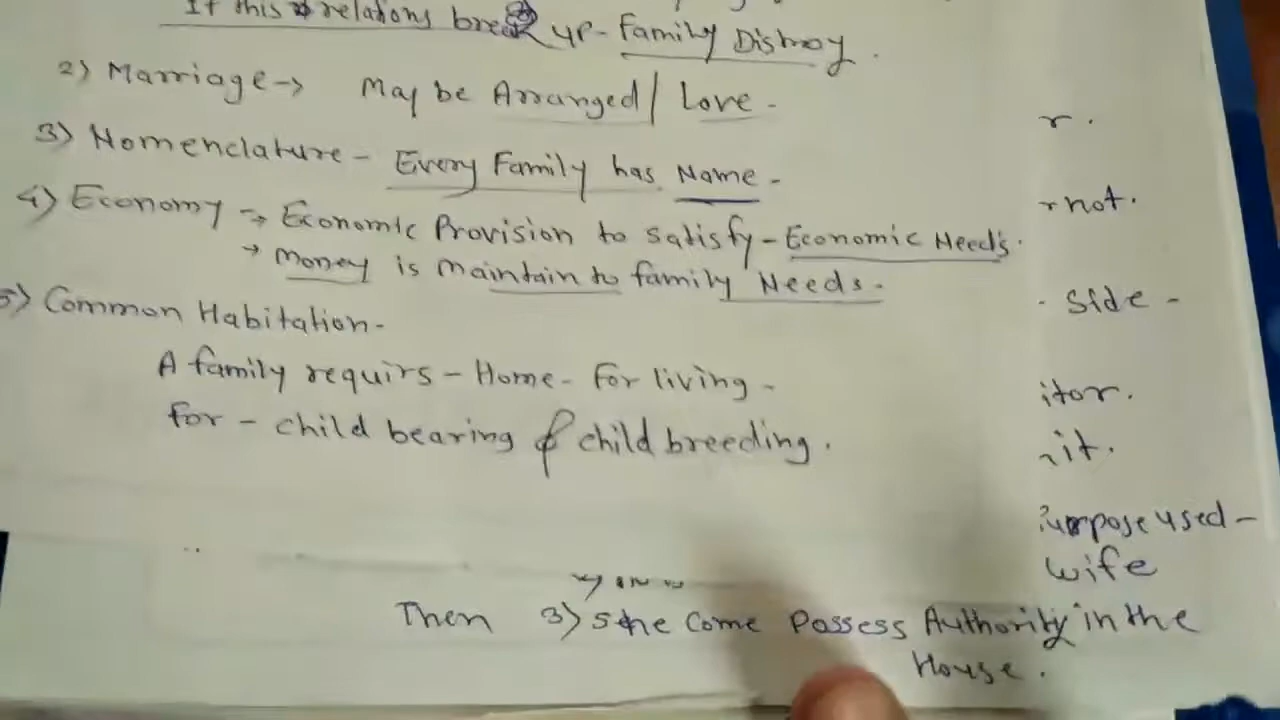 If this relations break up - Family Distroy.
2) Marriage → May be Arranged / Love -
3) Nomenclature - Every Family has Name -
4) Economy → Economic Provision to satisfy - Economic Needs.
→ Money is maintain to family Needs.
5) Common Habitation -
A family requirs - Home - for living -
for - child bearing & child breeding.
r.
rnot.
- side -
itor.
nit.
purpose used -
wife
Then 3) She Come Possess Authority in the
House.